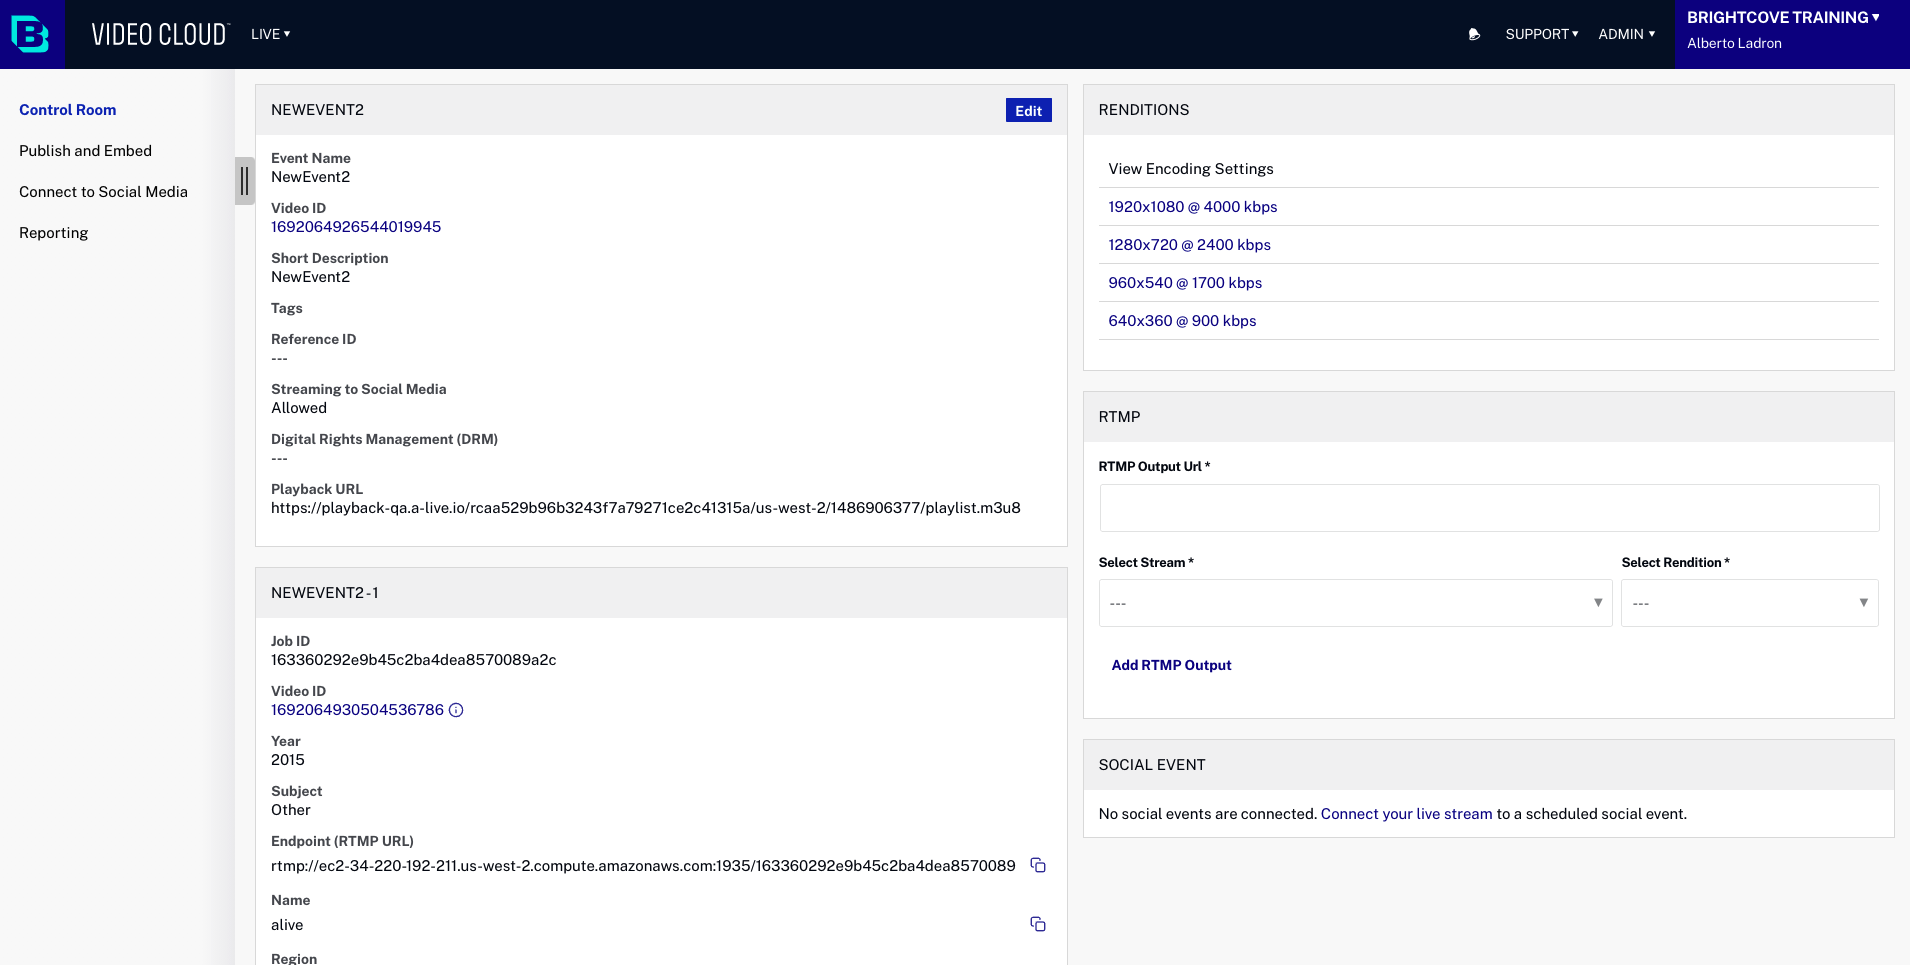 VIDEO CLOUD™
LIVE ▾
SUPPORT ▾
ADMIN ▾
BRIGHTCOVE TRAINING ▾
Alberto Ladron
Control Room
Publish and Embed
Connect to Social Media
Reporting
NEWEVENT2
Edit
Event Name
NewEvent2
Video ID
1692064926544019945
Short Description
NewEvent2
Tags
Reference ID
---
Streaming to Social Media
Allowed
Digital Rights Management (DRM)
---
Playback URL
https://playback-qa.a-live.io/rcaa529b96b3243f7a79271ce2c41315a/us-west-2/1486906377/playlist.m3u8
NEWEVENT2 - 1
Job ID
163360292e9b45c2ba4dea8570089a2c
Video ID
1692064930504536786
Year
2015
Subject
Other
Endpoint (RTMP URL)
rtmp://ec2-34-220-192-211.us-west-2.compute.amazonaws.com:1935/163360292e9b45c2ba4dea8570089
Name
alive
Region
RENDITIONS
View Encoding Settings
1920x1080 @ 4000 kbps
1280x720 @ 2400 kbps
960x540 @ 1700 kbps
640x360 @ 900 kbps
RTMP
RTMP Output Url *
Select Stream *
---
Select Rendition *
---
Add RTMP Output
SOCIAL EVENT
No social events are connected. Connect your live stream to a scheduled social event.